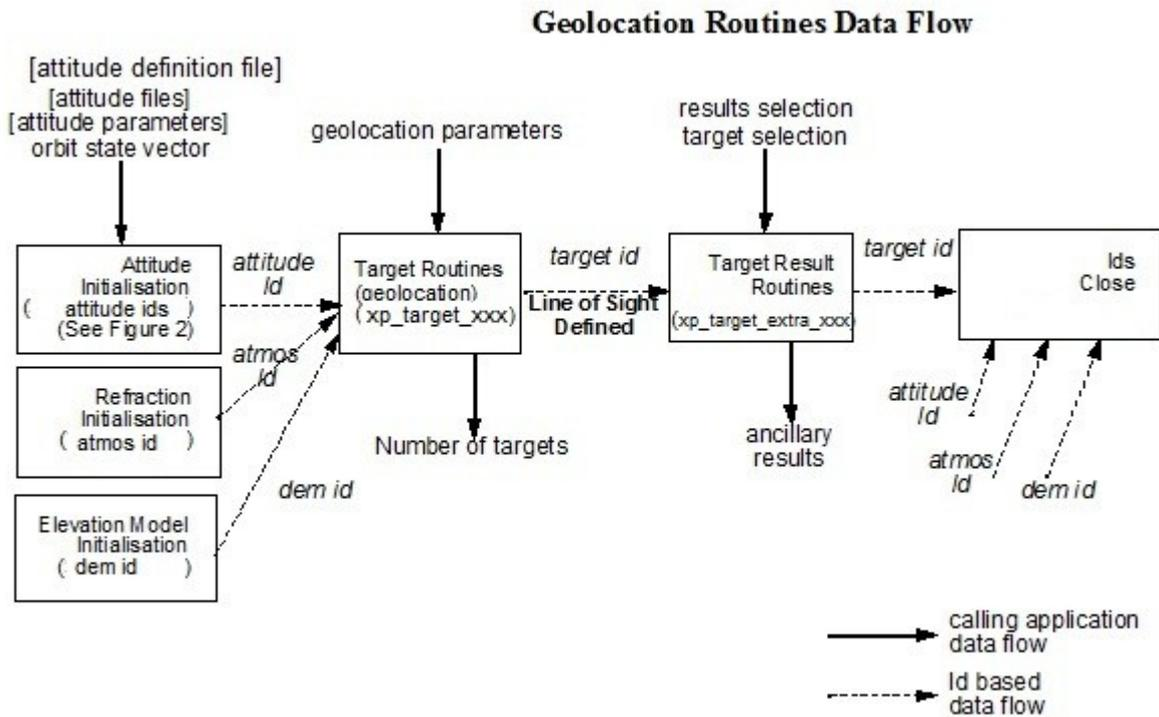 Geolocation Routines Data Flow
[attitude definition file]
[attitude files]
[attitude parameters]
orbit state vector
geolocation parameters
results selection
target selection
Attitude
Initialisation
( attitude ids )
(See Figure 2)
attitude
Id
Target Routines
(geolocation)
( xp_target_xxx)
target id
Line of Sight
Defined
Target Result
Routines
(xp_target_extra_xxx)
target id
Ids
Close
atmos
Id
Refraction
Initialisation
( atmos id )
Number of targets
ancillary
results
attitude
Id
atmos
Id
dem id
dem id
Elevation Model
Initialisation
( dem id )
calling application
data flow
Id based
data flow